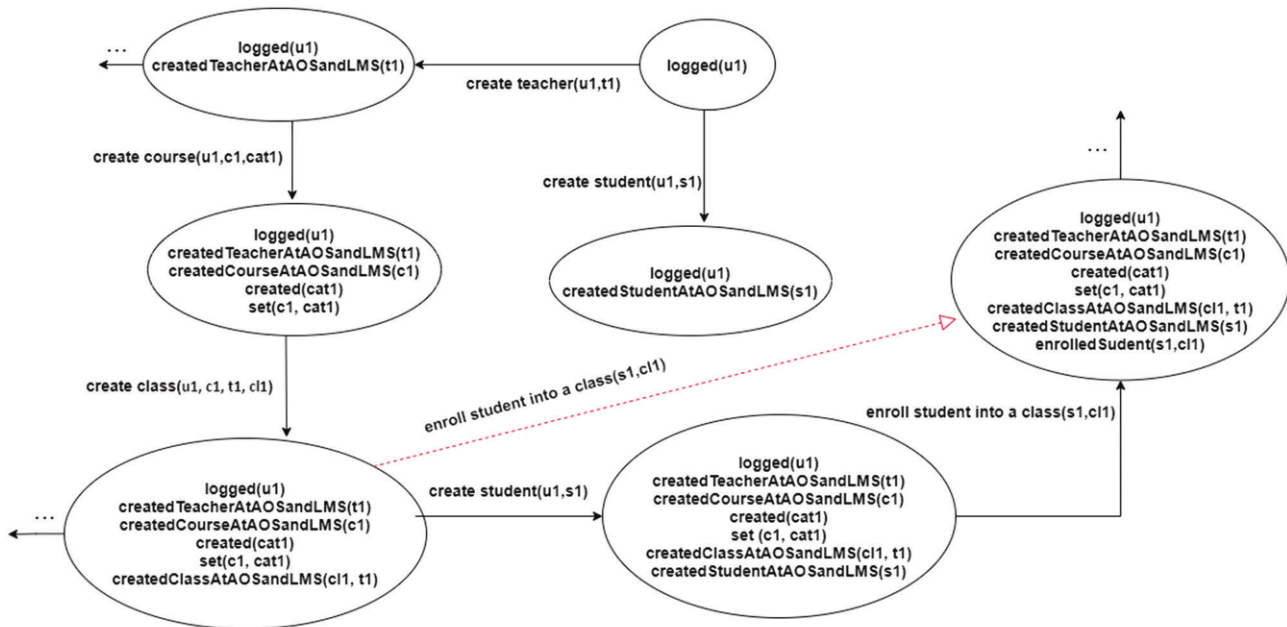 ...
logged(u1)
createdTeacherAtAOSandLMS(t1)
create teacher(u1,t1)
logged(u1)
create course(u1,c1,cat1)
create student(u1,s1)
...
logged(u1)
createdTeacherAtAOSandLMS(t1)
createdCourseAtAOSandLMS(c1)
created(cat1)
set(c1, cat1)
logged(u1)
createdStudentAtAOSandLMS(s1)
logged(u1)
createdTeacherAtAOSandLMS(t1)
createdCourseAtAOSandLMS(c1)
created(cat1)
set(c1, cat1)
createdClassAtAOSandLMS(cl1, t1)
createdStudentAtAOSandLMS(s1)
enrolledSudent(s1,cl1)
create class(u1, c1, t1, cl1)
enroll student into a class(s1,cl1)
enroll student into a class(s1,cl1)
...
logged(u1)
createdTeacherAtAOSandLMS(t1)
createdCourseAtAOSandLMS(c1)
created(cat1)
set(c1, cat1)
createdClassAtAOSandLMS(cl1, t1)
create student(u1,s1)
logged(u1)
createdTeacherAtAOSandLMS(t1)
createdCourseAtAOSandLMS(c1)
created(cat1)
set (c1, cat1)
createdClassAtAOSandLMS(cl1, t1)
createdStudentAtAOSandLMS(s1)